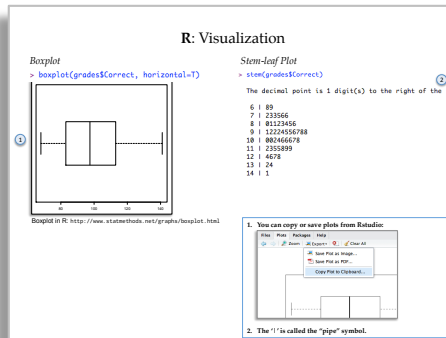 R: Visualization
Boxplot
> boxplot(grades$Correct, horizontal=T)
1
80 100 120 140
Boxplot in R: http://www.statmethods.net/graphs/boxplot.html
Stem-leaf Plot
> stem(grades$Correct)
2
The decimal point is 1 digit(s) to the right of the
6 | 89
7 | 233566
8 | 01123456
9 | 12224556788
10 | 002466678
11 | 2355899
12 | 4678
13 | 24
14 | 1
1. You can copy or save plots from Rstudio:
Files Plots Packages Help
Zoom Export Clear All
Save Plot as Image...
Save Plot as PDF...
Copy Plot to Clipboard...
2. The '|' is called the "pipe" symbol.